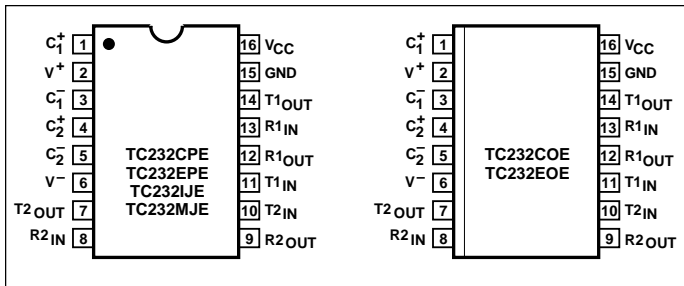 C1+ 1 16 VCC
V+ 2 15 GND
C1− 3 14 T1OUT
C2+ 4 13 R1IN
C2− 5 12 R1OUT
V− 6 11 T1IN
T2OUT 7 10 T2IN
R2IN 8 9 R2OUT
TC232CPE
TC232EPE
TC232IJE
TC232MJE
C1+ 1 16 VCC
V+ 2 15 GND
C1− 3 14 T1OUT
C2+ 4 13 R1IN
C2− 5 12 R1OUT
V− 6 11 T1IN
T2OUT 7 10 T2IN
R2IN 8 9 R2OUT
TC232COE
TC232EOE